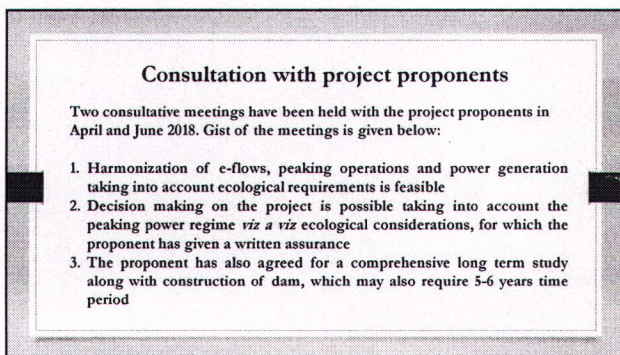 Consultation with project proponents
Two consultative meetings have been held with the project proponents in
April and June 2018. Gist of the meetings is given below:
1. Harmonization of e-flows, peaking operations and power generation
taking into account ecological requirements is feasible
2. Decision making on the project is possible taking into account the
peaking power regime viz a viz ecological considerations, for which the
proponent has given a written assurance
3. The proponent has also agreed for a comprehensive long term study
along with construction of dam, which may also require 5-6 years time
period